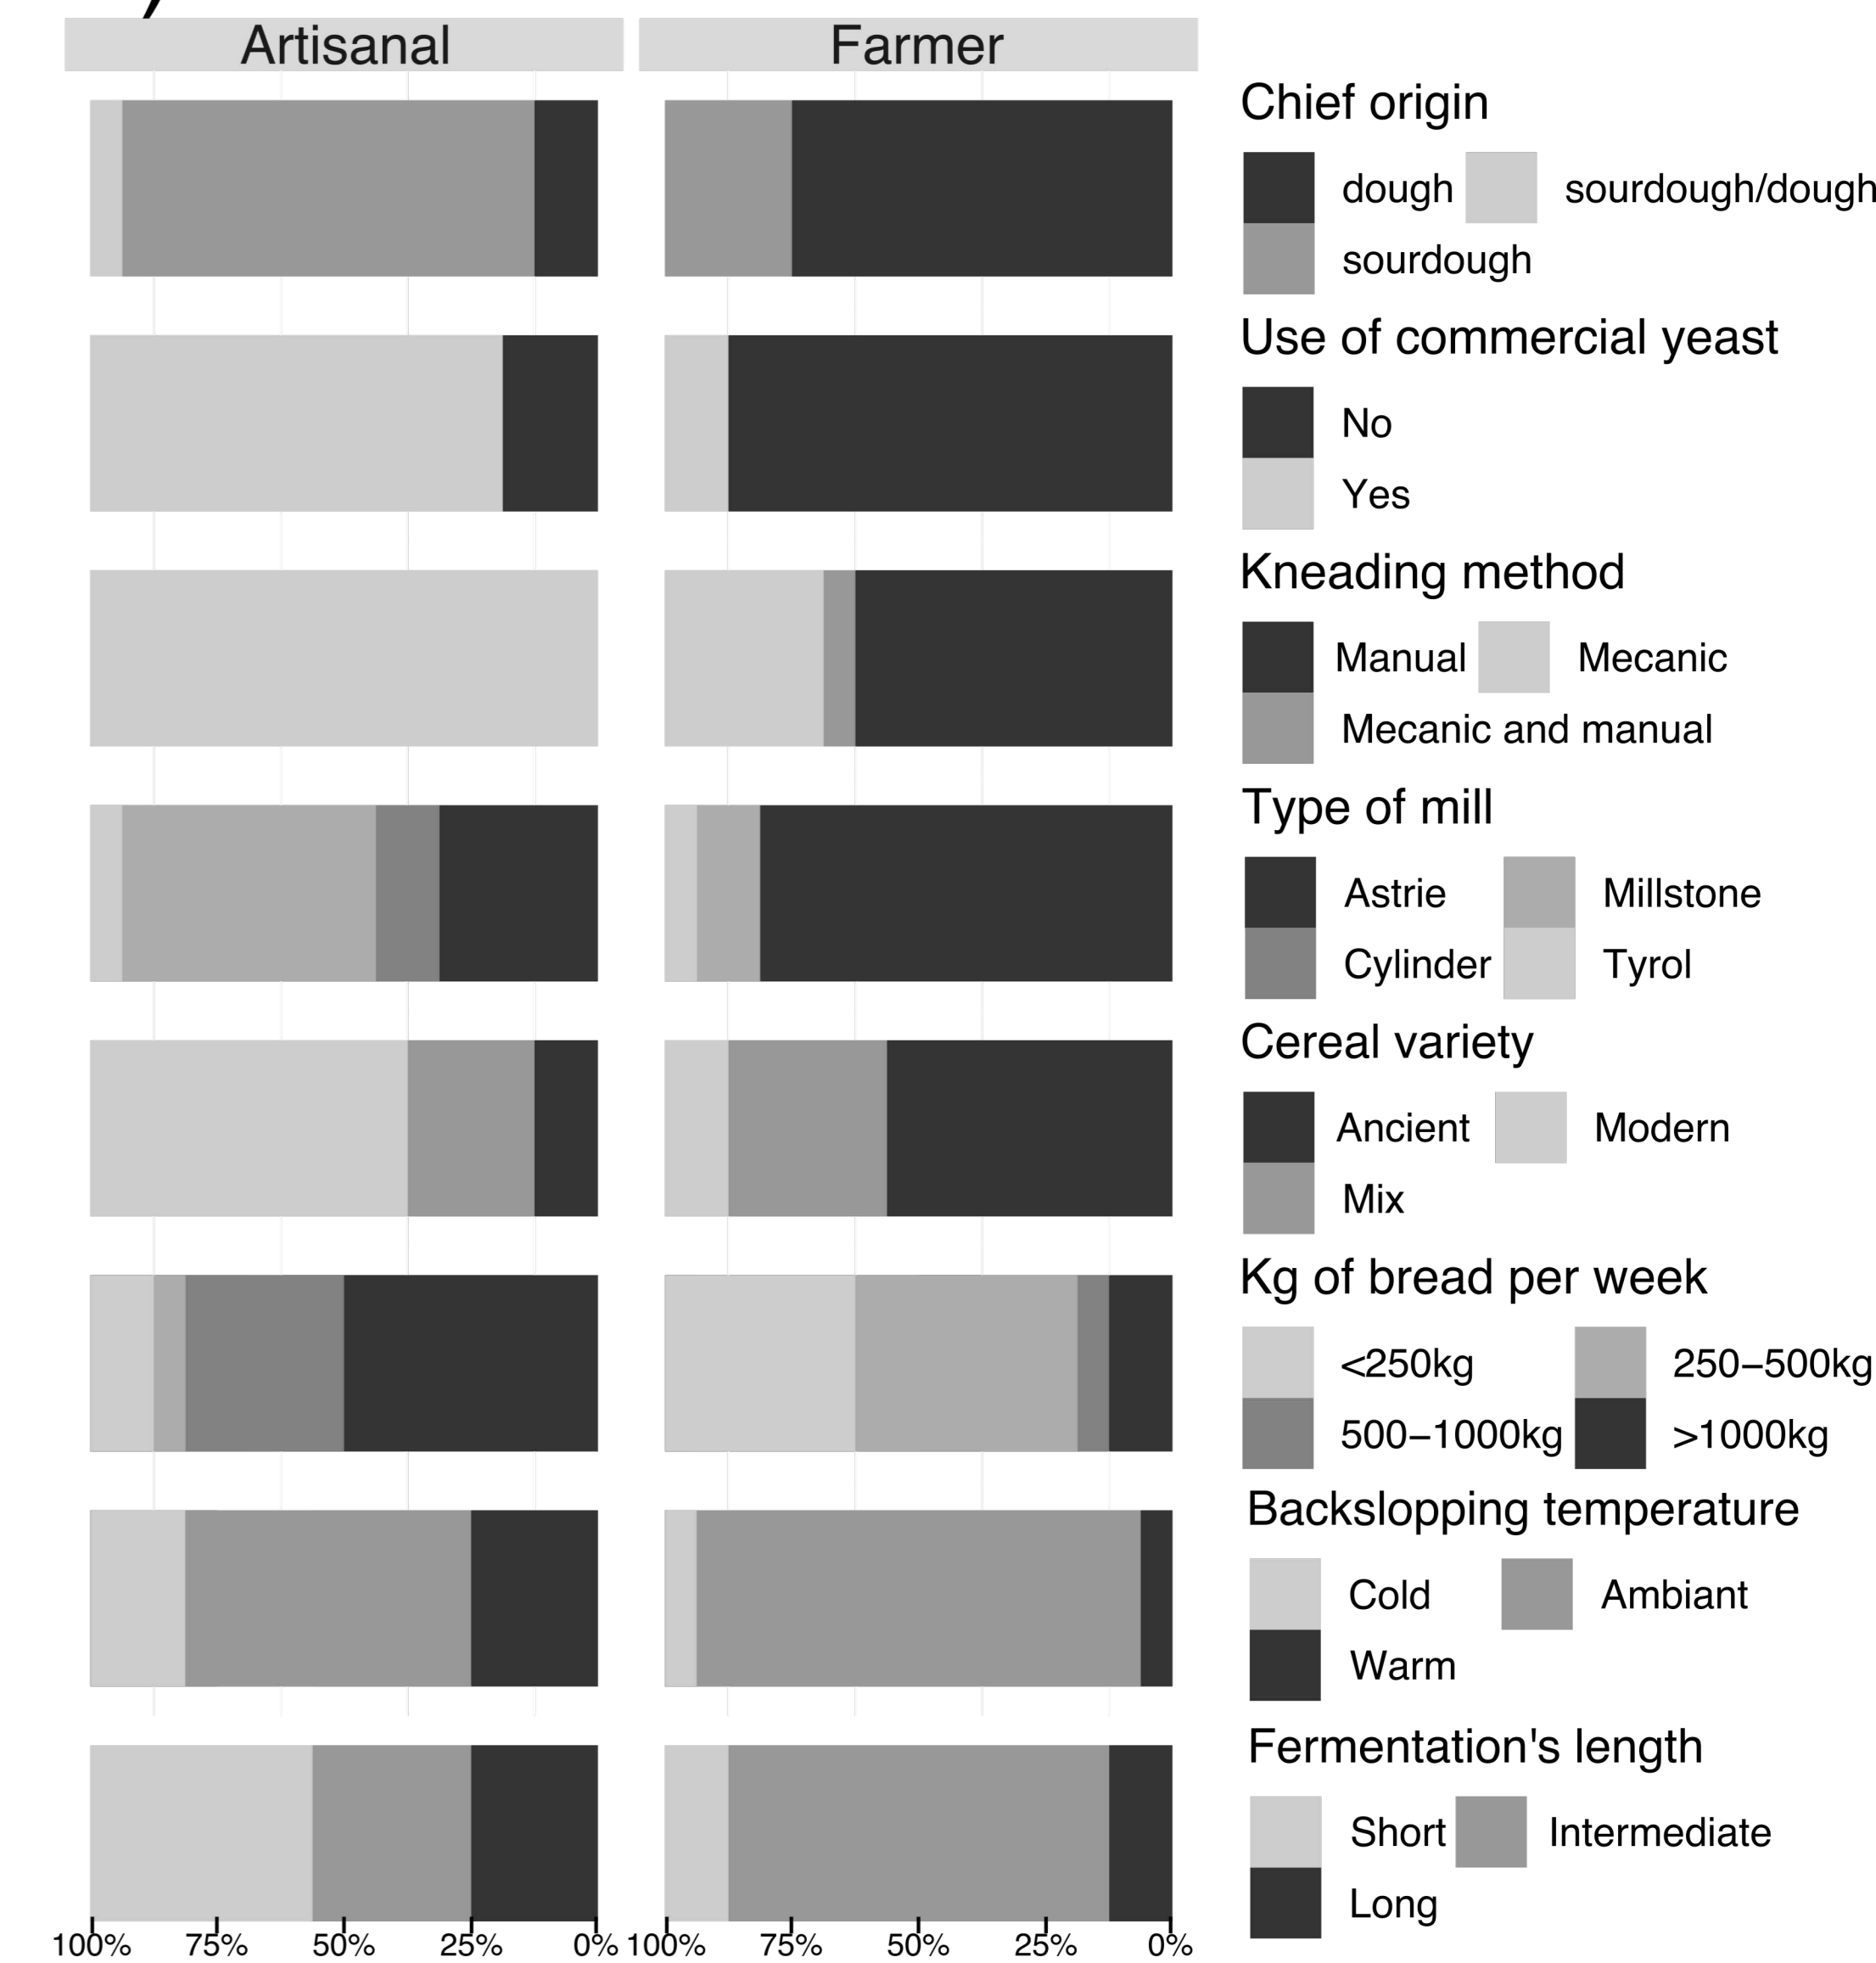 Artisanal Farmer
Chief origin
dough sourdough/dough
sourdough
Use of commercial yeast
No
Yes
Kneading method
Manual Mecanic
Mecanic and manual
Type of mill
Astrie Millstone
Cylinder Tyrol
Cereal variety
Ancient Modern
Mix
Kg of bread per week
<250kg 250−500kg
500−1000kg >1000kg
Backslopping temperature
Cold Ambiant
Warm
Fermentation's length
Short Intermediate
Long
100% 75% 50% 25% 0% 100% 75% 50% 25% 0%